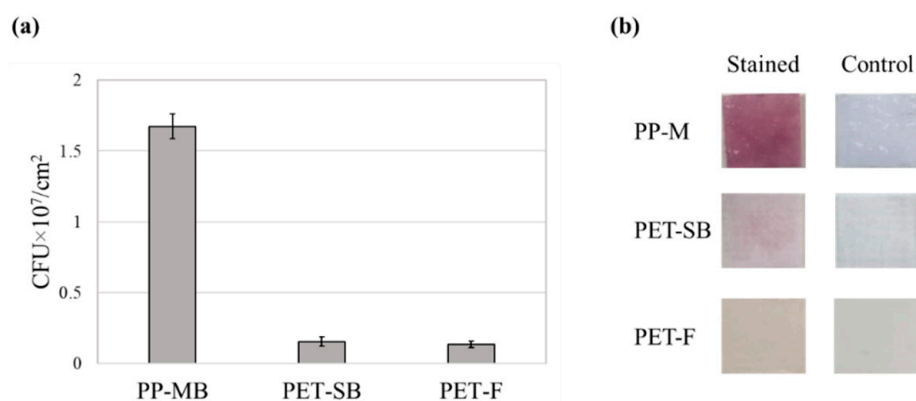 (a)
2
1.5
1
0.5
0
CFU×10⁷/cm²
PP-MB PET-SB PET-F
(b)
Stained Control
PP-M
PET-SB
PET-F